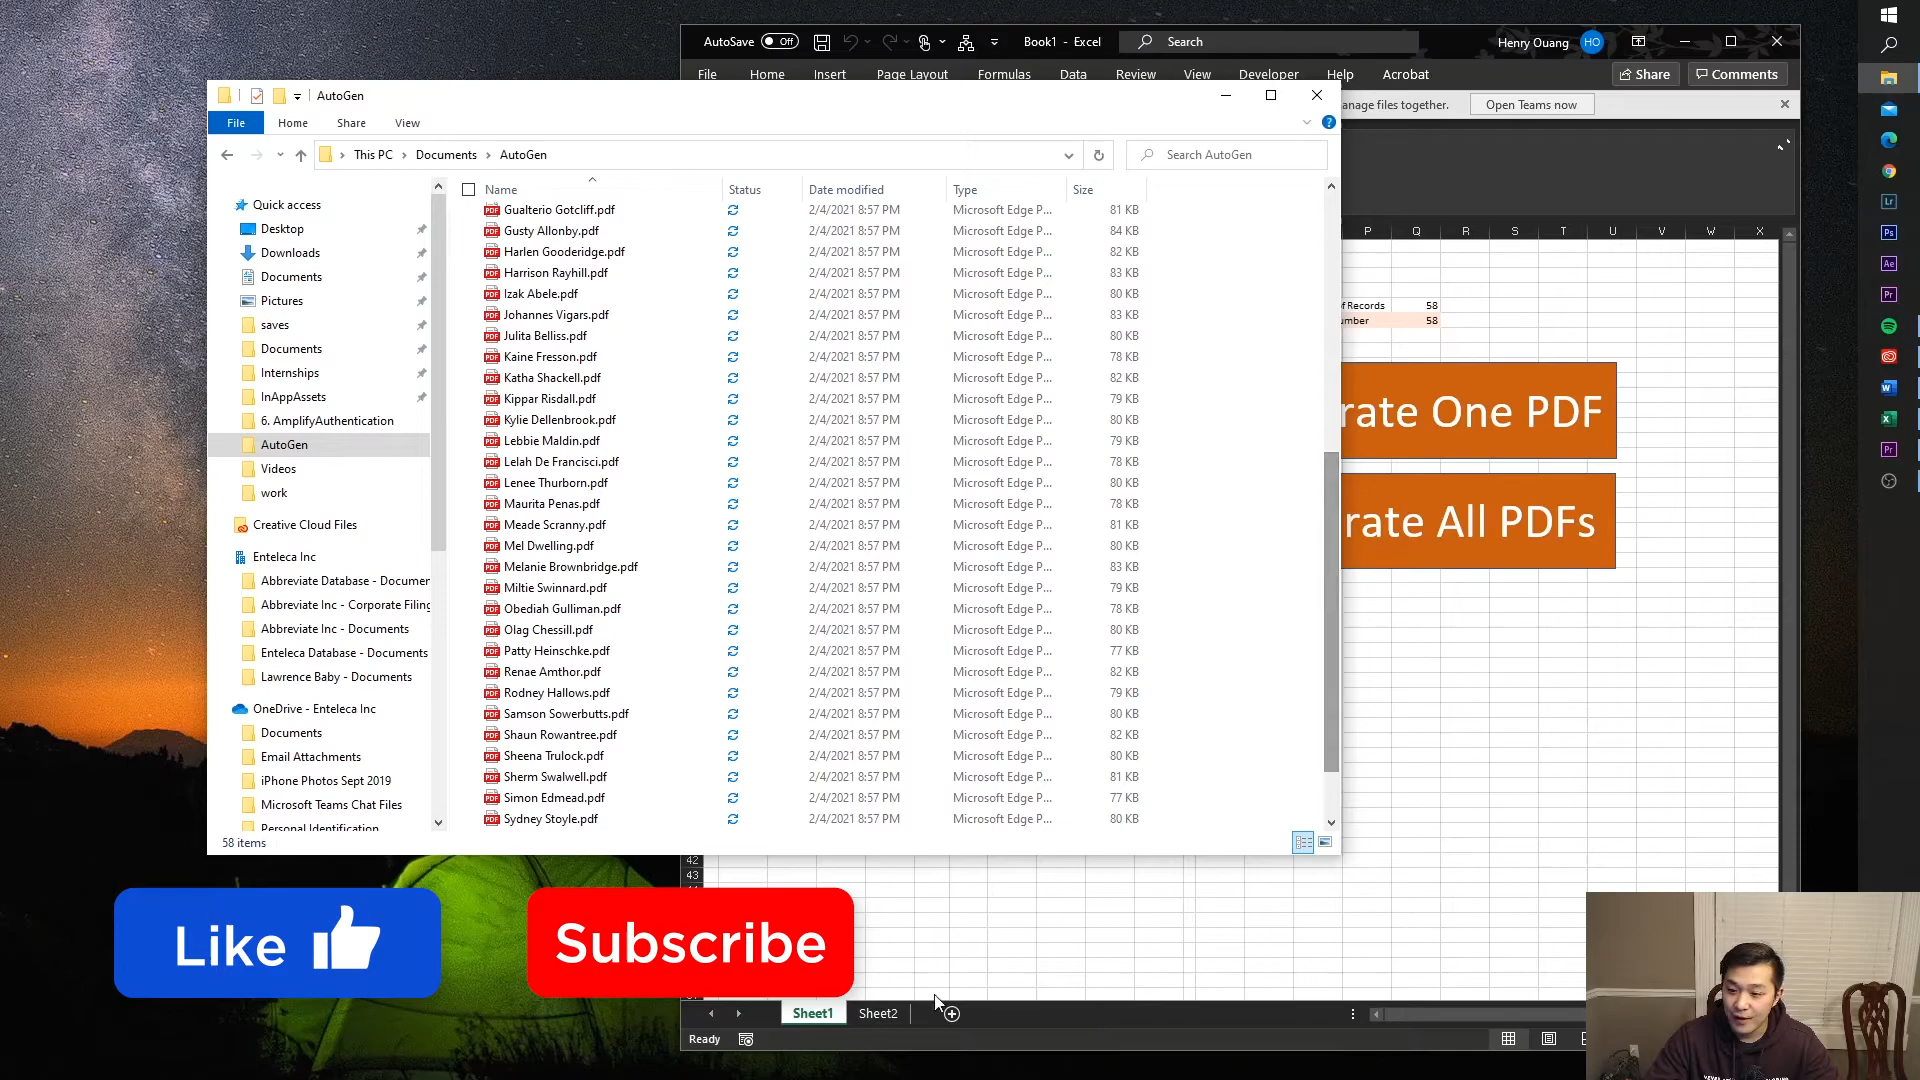 AutoSave Off Book1 - Excel Search Henry Ouang HO
File Home Insert Page Layout Formulas Data Review View Developer Help Acrobat Share Comments
anage files together. Open Teams now
AutoGen
File Home Share View
This PC Documents AutoGen Search AutoGen
Name Status Date modified Type Size
Quick access
Desktop
Downloads
Documents
Pictures
saves
Documents
Internships
InAppAssets
6. AmplifyAuthentication
AutoGen
Videos
work
Creative Cloud Files
Enteleca Inc
Abbreviate Database - Documen
Abbreviate Inc - Corporate Filing
Abbreviate Inc - Documents
Enteleca Database - Documents
Lawrence Baby - Documents
OneDrive - Enteleca Inc
Documents
Email Attachments
iPhone Photos Sept 2019
Microsoft Teams Chat Files
Personal Identification
Gualterio Gotcliff.pdf 2/4/2021 8:57 PM Microsoft Edge P... 81 KB
Gusty Allonby.pdf 2/4/2021 8:57 PM Microsoft Edge P... 84 KB
Harlen Gooderidge.pdf 2/4/2021 8:57 PM Microsoft Edge P... 82 KB
Harrison Rayhill.pdf 2/4/2021 8:57 PM Microsoft Edge P... 83 KB
Izak Abele.pdf 2/4/2021 8:57 PM Microsoft Edge P... 80 KB
Johannes Vigars.pdf 2/4/2021 8:57 PM Microsoft Edge P... 83 KB
Julita Belliss.pdf 2/4/2021 8:57 PM Microsoft Edge P... 80 KB
Kaine Fresson.pdf 2/4/2021 8:57 PM Microsoft Edge P... 78 KB
Katha Shackell.pdf 2/4/2021 8:57 PM Microsoft Edge P... 82 KB
Kippar Risdall.pdf 2/4/2021 8:57 PM Microsoft Edge P... 79 KB
Kylie Dellenbrook.pdf 2/4/2021 8:57 PM Microsoft Edge P... 80 KB
Lebbie Maldin.pdf 2/4/2021 8:57 PM Microsoft Edge P... 79 KB
Lelah De Francisci.pdf 2/4/2021 8:57 PM Microsoft Edge P... 78 KB
Lenee Thurborn.pdf 2/4/2021 8:57 PM Microsoft Edge P... 80 KB
Maurita Penas.pdf 2/4/2021 8:57 PM Microsoft Edge P... 78 KB
Meade Scranny.pdf 2/4/2021 8:57 PM Microsoft Edge P... 81 KB
Mel Dwelling.pdf 2/4/2021 8:57 PM Microsoft Edge P... 80 KB
Melanie Brownbridge.pdf 2/4/2021 8:57 PM Microsoft Edge P... 83 KB
Miltie Swinnard.pdf 2/4/2021 8:57 PM Microsoft Edge P... 79 KB
Obediah Gulliman.pdf 2/4/2021 8:57 PM Microsoft Edge P... 78 KB
Olag Chessill.pdf 2/4/2021 8:57 PM Microsoft Edge P... 80 KB
Patty Heinschke.pdf 2/4/2021 8:57 PM Microsoft Edge P... 77 KB
Renae Amthor.pdf 2/4/2021 8:57 PM Microsoft Edge P... 82 KB
Rodney Hallows.pdf 2/4/2021 8:57 PM Microsoft Edge P... 79 KB
Samson Sowerbutts.pdf 2/4/2021 8:57 PM Microsoft Edge P... 80 KB
Shaun Rowantree.pdf 2/4/2021 8:57 PM Microsoft Edge P... 82 KB
Sheena Trulock.pdf 2/4/2021 8:57 PM Microsoft Edge P... 80 KB
Sherm Swalwell.pdf 2/4/2021 8:57 PM Microsoft Edge P... 81 KB
Simon Edmead.pdf 2/4/2021 8:57 PM Microsoft Edge P... 77 KB
Sydney Stoyle.pdf 2/4/2021 8:57 PM Microsoft Edge P... 80 KB
58 items
P Q R S T U V W X
f Records 58
umber 58
rate One PDF
rate All PDFs
42
43
Like
Subscribe
Sheet1 Sheet2
Ready
Lr
Ps
Ae
Pr
Pr